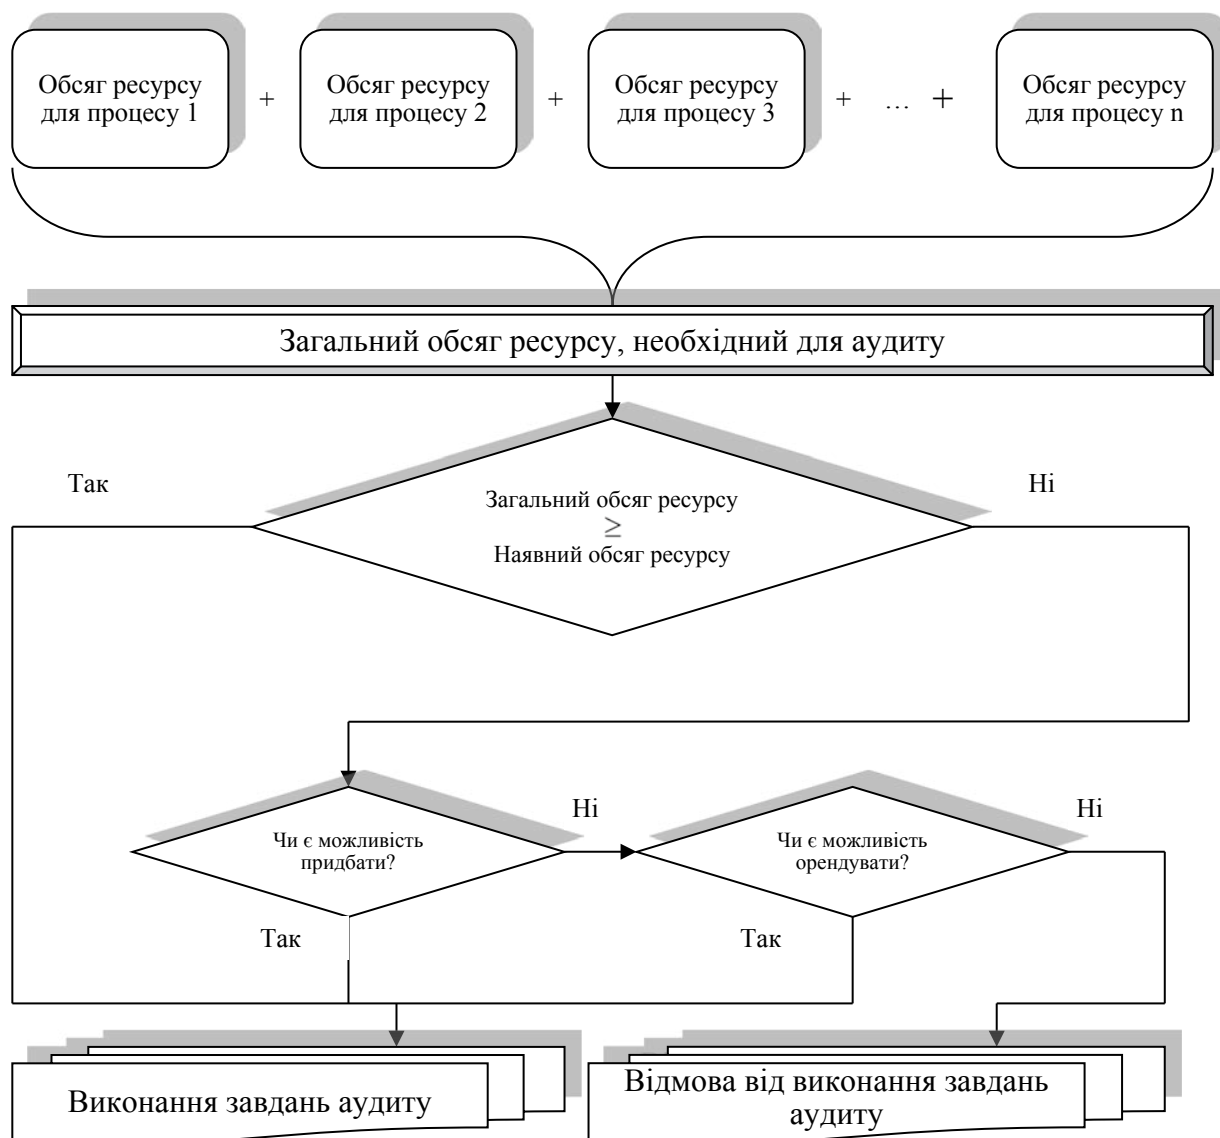 Обсяг ресурсу
для процесу 1
+
Обсяг ресурсу
для процесу 2
+
Обсяг ресурсу
для процесу 3
+ … +
Обсяг ресурсу
для процесу n
Загальний обсяг ресурсу, необхідний для аудиту
Так
Ні
Загальний обсяг ресурсу
≥
Наявний обсяг ресурсу
Чи є можливість
придбати?
Ні
Чи є можливість
орендувати?
Ні
Так
Так
Виконання завдань аудиту
Відмова від виконання завдань
аудиту